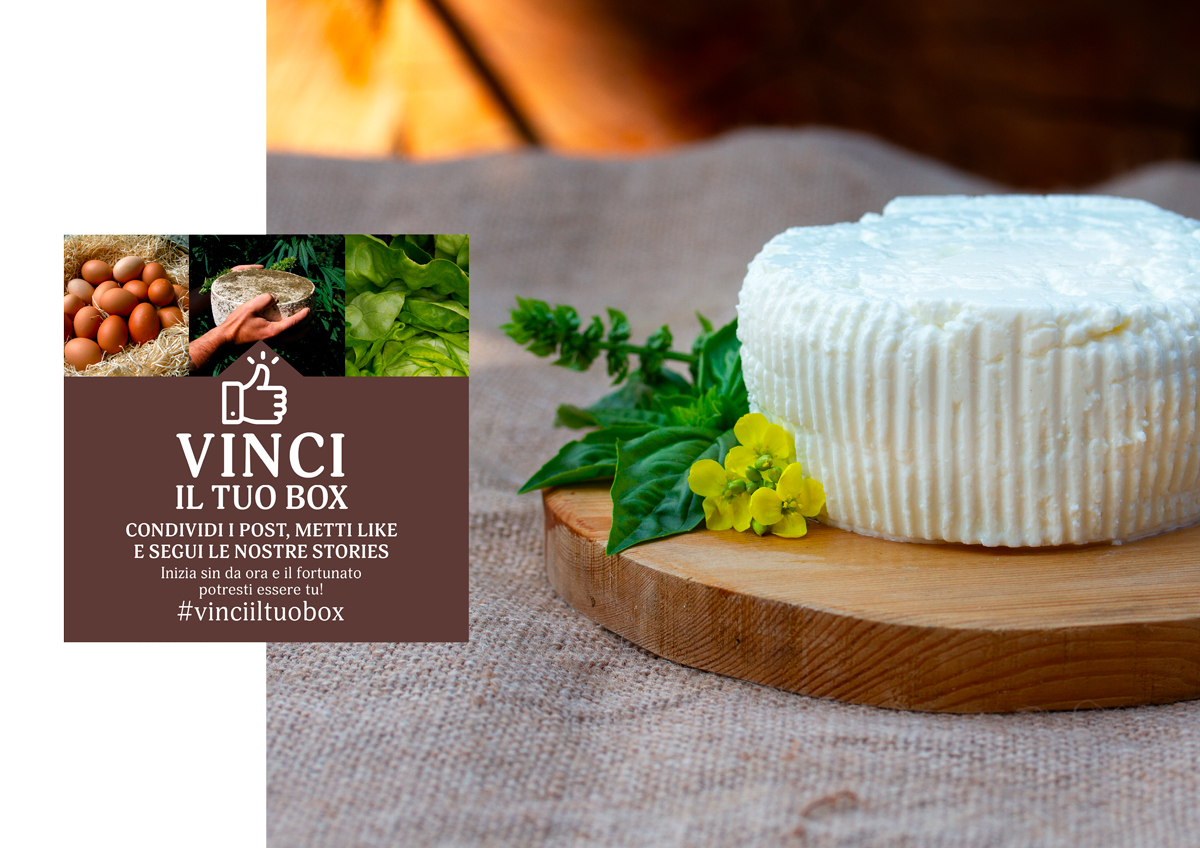 VINCI
IL TUO BOX
CONDIVIDI I POST, METTI LIKE
E SEGUI LE NOSTRE STORIES
Inizia sin da ora e il fortunato
potresti essere tu!
#vinciiltuobox